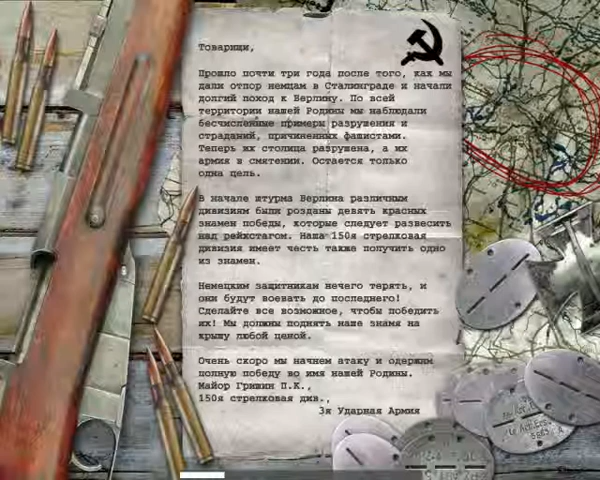 Товарищи,
Прошло почти три года после того, как мы
дали отпор немцам в Сталинграде и начали
долгий поход к Берлину. По всей
территории нашей Родины мы наблюдали
бесчисленные примеры разрушения и
страданий, причиненных фашистами.
Теперь их столица разрушена, а их
армия в смятении. Остается только
одна цель.
В начале штурма Берлина различным
дивизиям были розданы девять красных
знамен победы, которые следует развесить
над рейхстагом. Наша 150я стрелковая
дивизия имеет честь также получить одно
из знамен.
Немецким защитникам нечего терять, и
они будут воевать до последнего!
Сделайте все возможное, чтобы победить
их! Мы должны поднять наше знамя на
крышу любой ценой.
Очень скоро мы начнем атаку и одержим
полную победу во имя нашей Родины.
Майор Гришин П.К.,
150я стрелковая див.,
3я Ударная Армия